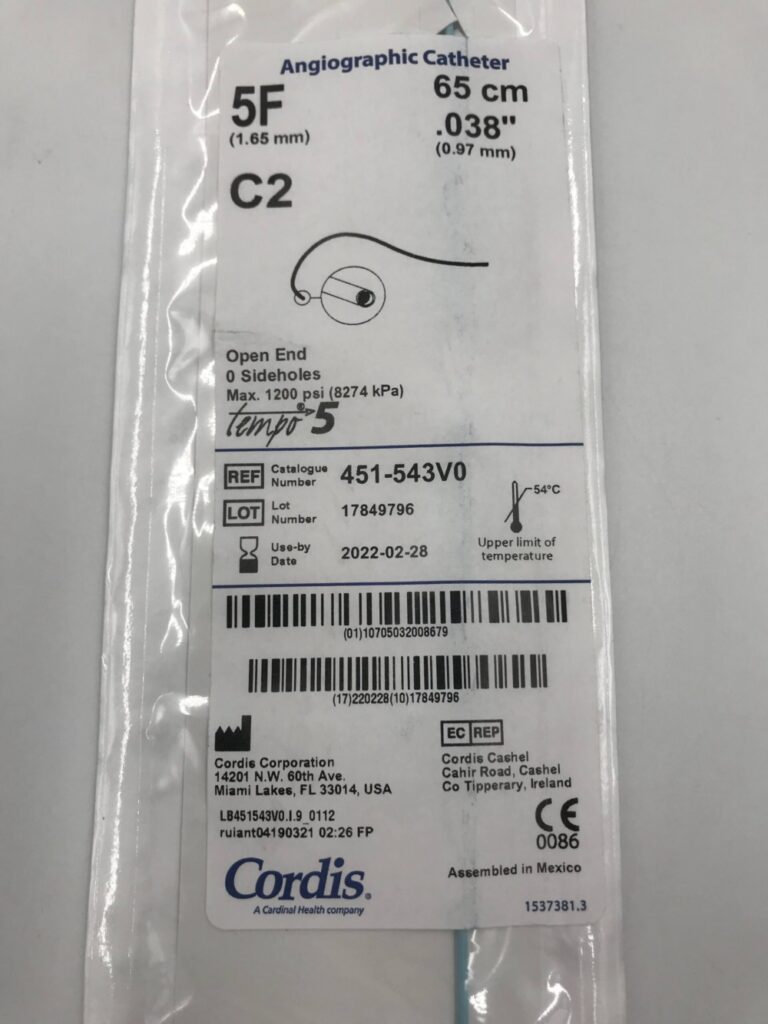 Angiographic Catheter
5F
(1.65 mm)
65 cm
.038"
(0.97 mm)
C2
Open End
0 Sideholes
Max. 1200 psi (8274 kPa)
tempo® 5
REF Catalogue Number 451-543V0
LOT Lot Number 17849796
Use-by Date 2022-02-28
54°C
Upper limit of
temperature
(01)10705032008679
(17)220228(10)17849796
Cordis Corporation
14201 N.W. 60th Ave.
Miami Lakes, FL 33014, USA
EC REP
Cordis Cashel
Cahir Road, Cashel
Co Tipperary, Ireland
LB451543V0.I.9_0112
ruiant04190321 02:26 FP
CE
0086
Assembled in Mexico
Cordis®
A Cardinal Health company
1537381.3